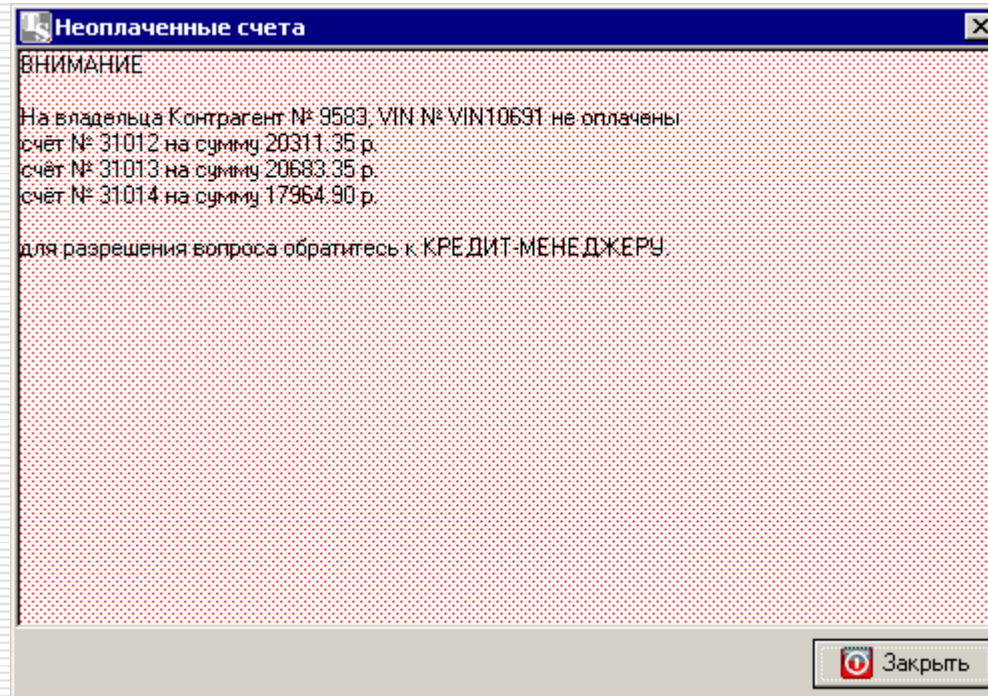 Неоплаченные счета
ВНИМАНИЕ
На владельца Контрагент № 9583, VIN № VIN10691 не оплачены
счёт № 31012 на сумму 20311.35 р.
счёт № 31013 на сумму 20683.35 р.
счёт № 31014 на сумму 17964.90 р.
для разрешения вопроса обратитесь к КРЕДИТ-МЕНЕДЖЕРУ.
Закрыть